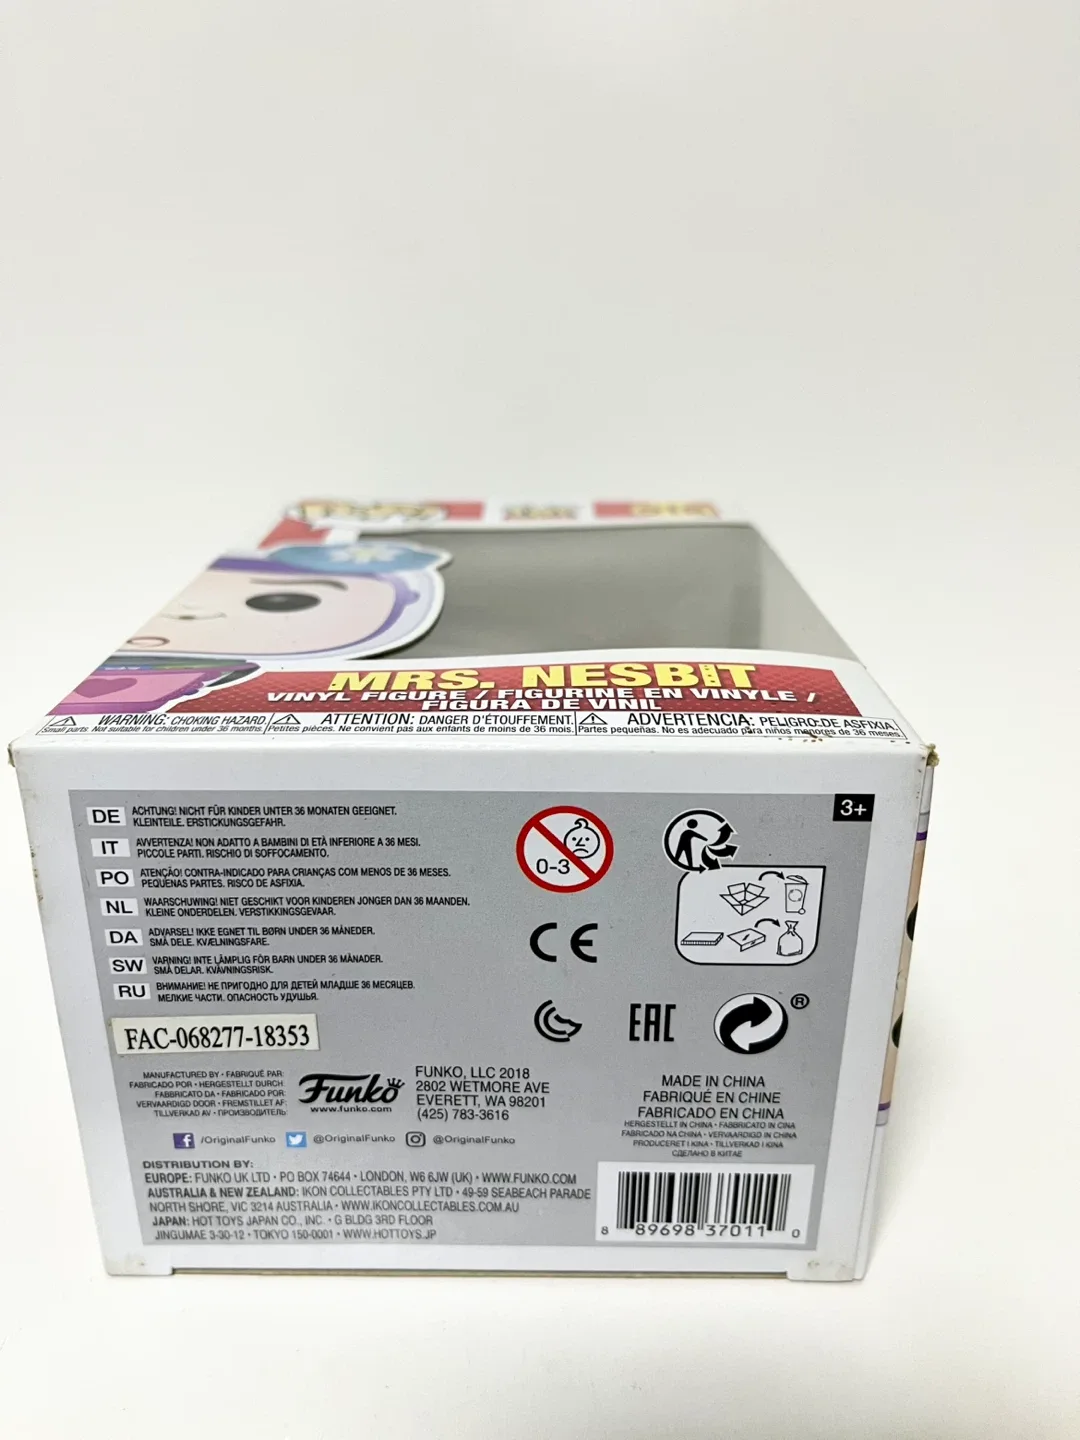 POP!
MRS. NESBIT
VINYL FIGURE / FIGURINE EN VINYLE /
FIGURA DE VINIL
WARNING: CHOKING HAZARD.
Small parts. Not suitable for children under 36 months.
ATTENTION: DANGER D'ÉTOUFFEMENT.
Petites pièces. Ne convient pas aux enfants de moins de 36 mois.
ADVERTENCIA: PELIGRO DE ASFIXIA.
Partes pequeñas. No es adecuado para niños menores de 36 meses.
DE ACHTUNG! NICHT FÜR KINDER UNTER 36 MONATEN GEEIGNET.
KLEINTEILE. ERSTICKUNGSGEFAHR.
IT AVVERTENZA! NON ADATTO A BAMBINI DI ETÀ INFERIORE A 36 MESI.
PICCOLE PARTI. RISCHIO DI SOFFOCAMENTO.
PO ATENÇÃO! CONTRA-INDICADO PARA CRIANÇAS COM MENOS DE 36 MESES.
PEQUENAS PARTES. RISCO DE ASFIXIA.
NL WAARSCHUWING! NIET GESCHIKT VOOR KINDEREN JONGER DAN 36 MAANDEN.
KLEINE ONDERDELEN. VERSTIKKINGSGEVAAR.
DA ADVARSEL! IKKE EGNET TIL BØRN UNDER 36 MÅNEDER.
SMÅ DELE. KVÆLNINGSFARE.
SW VARNING! INTE LÄMPLIG FÖR BARN UNDER 36 MÅNADER.
SMÅ DELAR. KVÄVNINGSRISK.
RU ВНИМАНИЕ! НЕ ПРИГОДНО ДЛЯ ДЕТЕЙ МЛАДШЕ 36 МЕСЯЦЕВ.
МЕЛКИЕ ЧАСТИ. ОПАСНОСТЬ УДУШЬЯ.
0-3
3+
CE
EAC
®
FAC-068277-18353
MANUFACTURED BY • FABRIQUÉ PAR
FABRICADO POR • HERGESTELLT DURCH
FABBRICATO DA • FABRICADO POR
VERVAARDIGD DOOR • FREMSTILLET AF
TILLVERKAD AV • ПРОИЗВОДИТЕЛЬ
Funko
www.funko.com
FUNKO, LLC 2018
2802 WETMORE AVE
EVERETT, WA 98201
(425) 783-3616
/OriginalFunko @OriginalFunko @OriginalFunko
MADE IN CHINA
FABRIQUÉ EN CHINE
FABRICADO EN CHINA
HERGESTELLT IN CHINA • FABBRICATO IN CINA
FABRICADO NA CHINA • VERVAARDIGD IN CHINA
PRODUCERET I KINA • TILLVERKAD I KINA
СДЕЛАНО В КИТАЕ
DISTRIBUTION BY:
EUROPE: FUNKO UK LTD • PO BOX 74644 • LONDON, W6 6JW (UK) • WWW.FUNKO.COM
AUSTRALIA & NEW ZEALAND: IKON COLLECTABLES PTY LTD • 49-59 SEABEACH PARADE
NORTH SHORE, VIC 3214 AUSTRALIA • WWW.IKONCOLLECTABLES.COM.AU
JAPAN: HOT TOYS JAPAN CO., INC. • G BLDG 3RD FLOOR
JINGUMAE 3-30-12 • TOKYO 150-0001 • WWW.HOTTOYS.JP
8 89698 37011 0